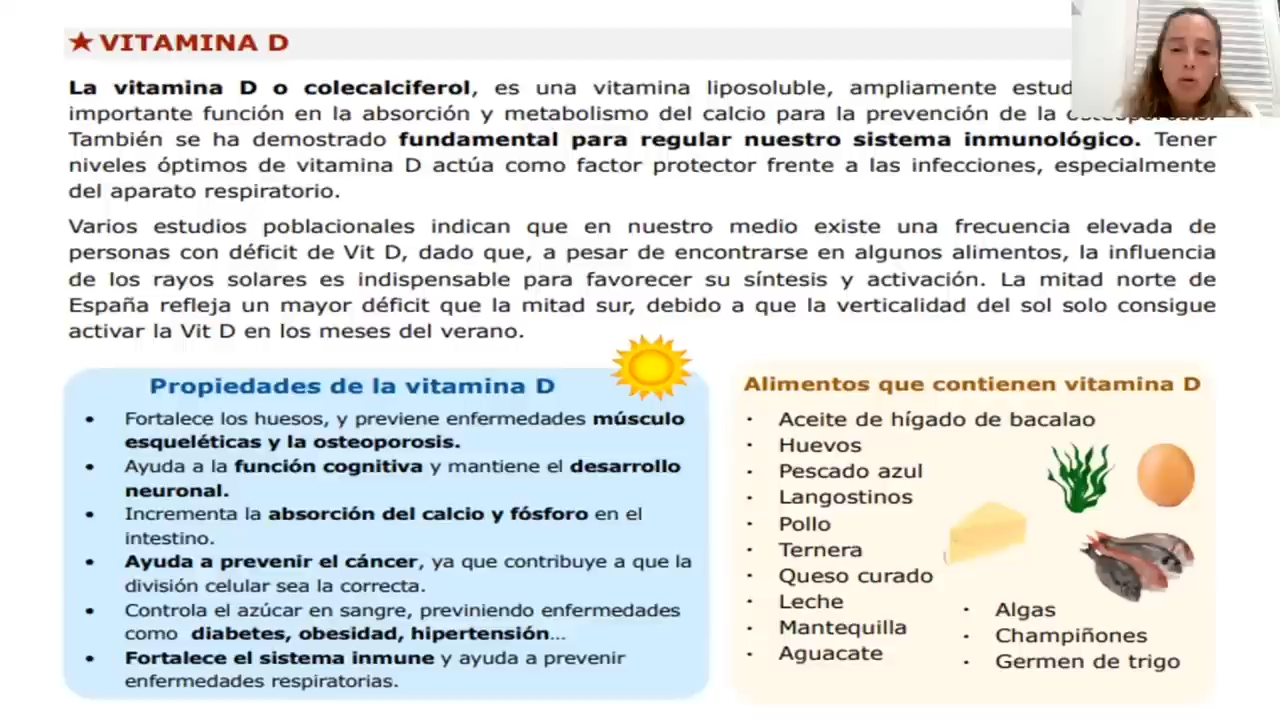 ★ VITAMINA D
La vitamina D o colecalciferol, es una vitamina liposoluble, ampliamente
importante función en la absorción y metabolismo del calcio para la prevención de la
También se ha demostrado fundamental para regular nuestro sistema inmunológico. Tener
niveles óptimos de vitamina D actúa como factor protector frente a las infecciones, especialmente
del aparato respiratorio.
Varios estudios poblacionales indican que en nuestro medio existe una frecuencia elevada de
personas con déficit de Vit D, dado que, a pesar de encontrarse en algunos alimentos, la influencia
de los rayos solares es indispensable para favorecer su síntesis y activación. La mitad norte de
España refleja un mayor déficit que la mitad sur, debido a que la verticalidad del sol solo consigue
activar la Vit D en los meses del verano.
Propiedades de la vitamina D
• Fortalece los huesos, y previene enfermedades músculo
esqueléticas y la osteoporosis.
• Ayuda a la función cognitiva y mantiene el desarrollo
neuronal.
• Incrementa la absorción del calcio y fósforo en el
intestino.
• Ayuda a prevenir el cáncer, ya que contribuye a que la
división celular sea la correcta.
• Controla el azúcar en sangre, previniendo enfermedades
como diabetes, obesidad, hipertensión...
• Fortalece el sistema inmune y ayuda a prevenir
enfermedades respiratorias.
Alimentos que contienen vitamina D
· Aceite de hígado de bacalao
· Huevos
· Pescado azul
· Langostinos
· Pollo
· Ternera
· Queso curado
· Leche
· Mantequilla
· Aguacate
· Algas
· Champiñones
· Germen de trigo